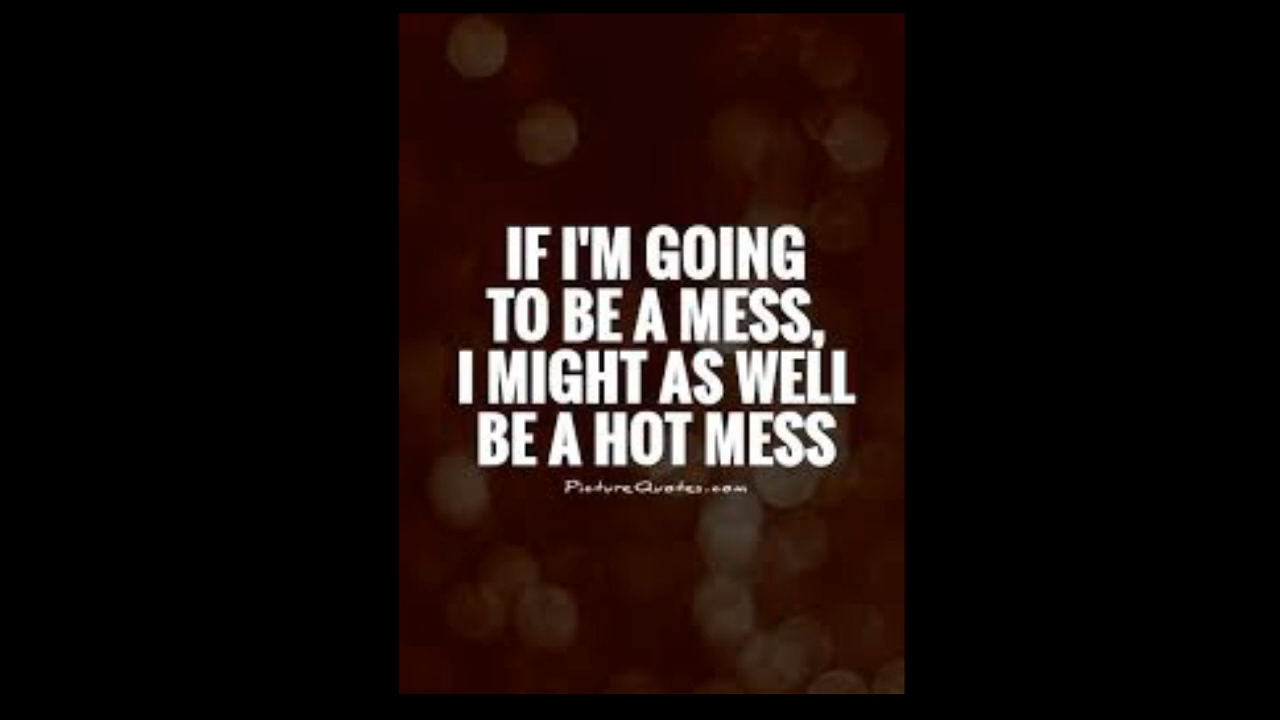 IF I'M GOING
TO BE A MESS,
I MIGHT AS WELL
BE A HOT MESS
PictureQuotes.com